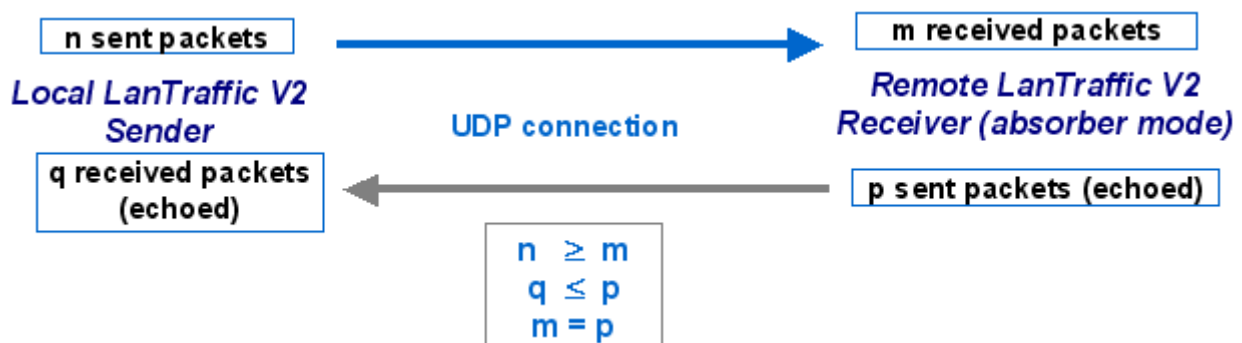 n sent packets
m received packets
Local LanTraffic V2
Sender
Remote LanTraffic V2
Receiver (absorber mode)
UDP connection
q received packets
(echoed)
p sent packets (echoed)
n ≥ m
q ≤ p
m = p